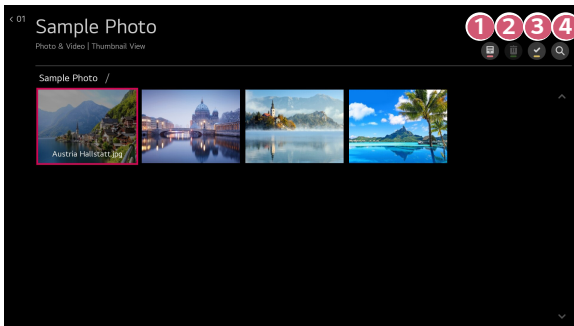 < 01
Sample Photo
Photo & Video | Thumbnail View
1 2 3 4
Sample Photo /
Austria Hallstatt.jpg